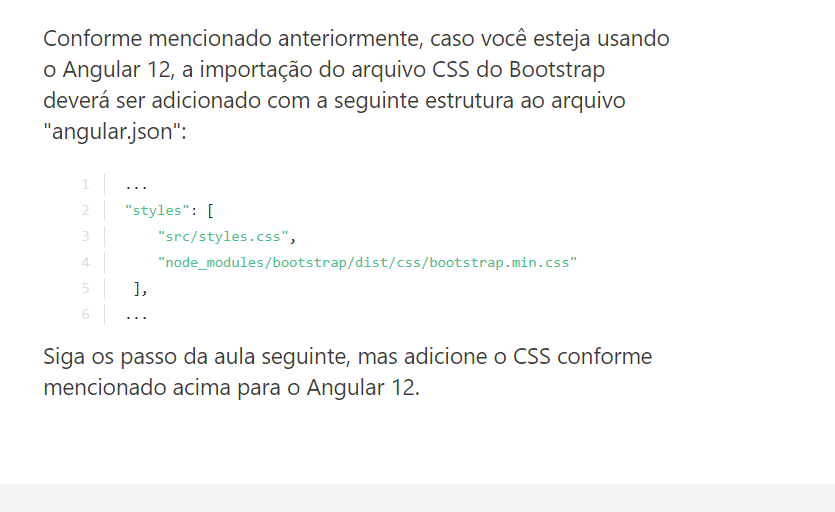 Conforme mencionado anteriormente, caso você esteja usando
o Angular 12, a importação do arquivo CSS do Bootstrap
deverá ser adicionado com a seguinte estrutura ao arquivo
"angular.json":
1 ...
2 "styles": [
3 "src/styles.css",
4 "node_modules/bootstrap/dist/css/bootstrap.min.css"
5 ],
6 ...
Siga os passo da aula seguinte, mas adicione o CSS conforme
mencionado acima para o Angular 12.